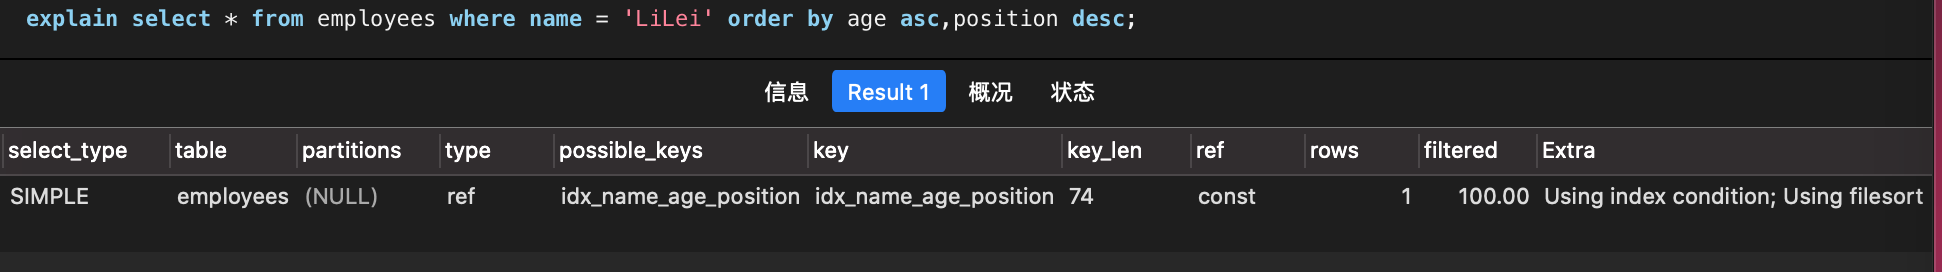 explain select * from employees where name = 'LiLei' order by age asc,position desc;
信息 Result 1 概况 状态
select_type table partitions type possible_keys key key_len ref rows filtered Extra
SIMPLE employees (NULL) ref idx_name_age_position idx_name_age_position 74 const 1 100.00 Using index condition; Using filesort